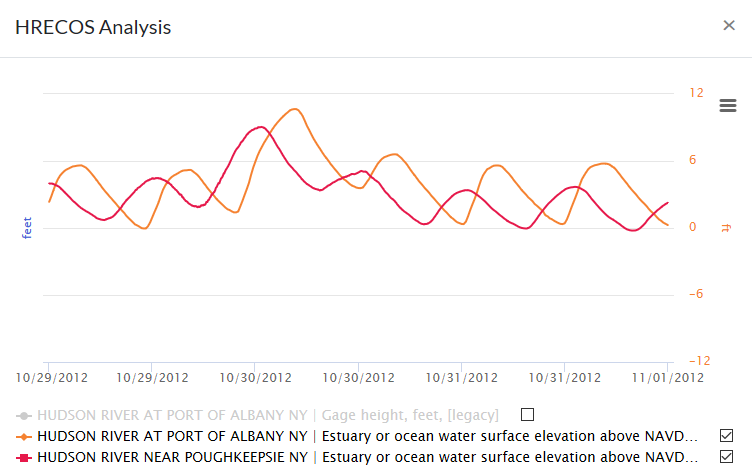 HRECOS Analysis
×
12
6
0
−6
−12
feet
ft
10/29/2012 10/29/2012 10/30/2012 10/30/2012 10/31/2012 10/31/2012 11/01/2012
HUDSON RIVER AT PORT OF ALBANY NY | Gage height, feet, [legacy]
HUDSON RIVER AT PORT OF ALBANY NY | Estuary or ocean water surface elevation above NAVD…
HUDSON RIVER NEAR POUGHKEEPSIE NY | Estuary or ocean water surface elevation above NAVD…